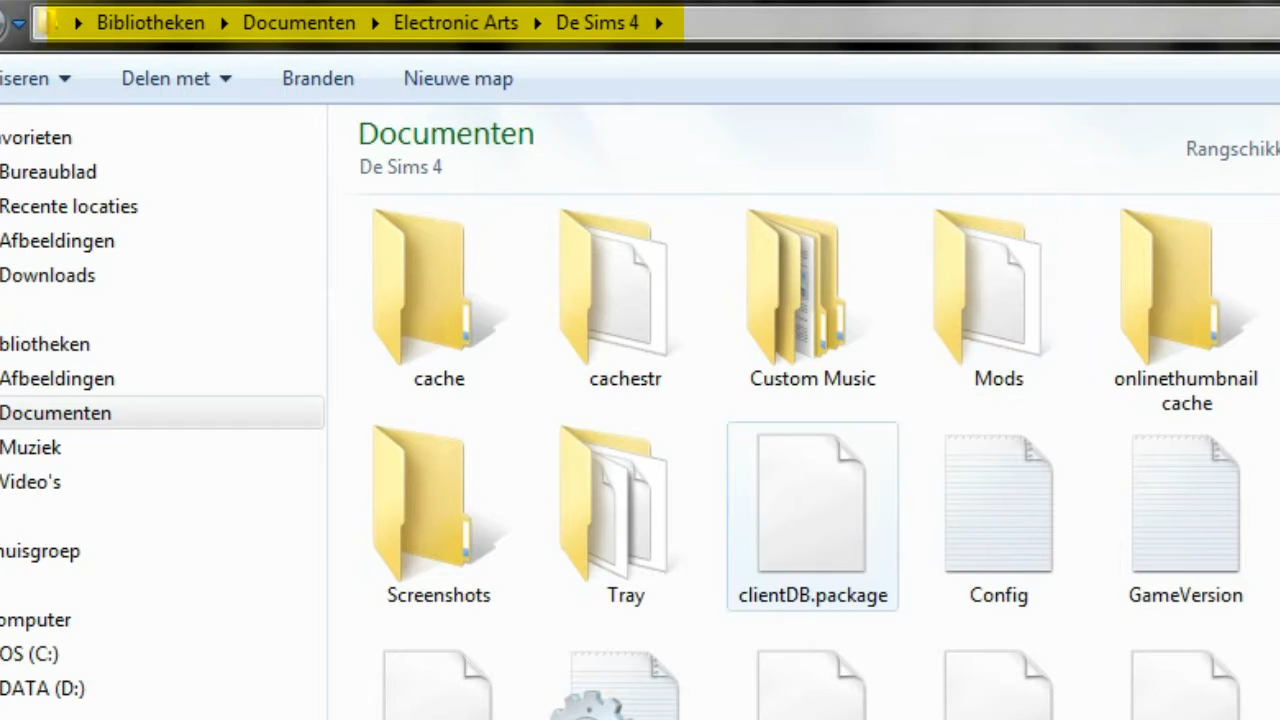 Bibliotheken Documenten Electronic Arts De Sims 4
iseren Delen met Branden Nieuwe map
vorieten
Bureaublad
Recente locaties
Afbeeldingen
Downloads
bliotheken
Afbeeldingen
Documenten
Muziek
Video's
huisgroep
omputer
OS (C:)
DATA (D:)
Documenten
De Sims 4
Rangschikk
cache cachestr Custom Music Mods onlinethumbnail
cache
Screenshots Tray clientDB.package Config GameVersion